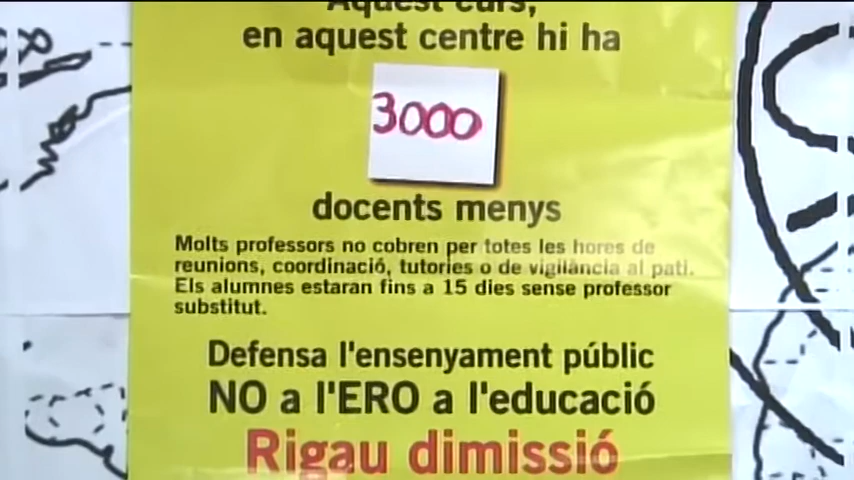 Aquest curs,
en aquest centre hi ha
3000
docents menys
Molts professors no cobren per totes les hores de
reunions, coordinació, tutories o de vigilància al pati.
Els alumnes estaran fins a 15 dies sense professor
substitut.
Defensa l'ensenyament públic
NO a l'ERO a l'educació
Rigau dimissió